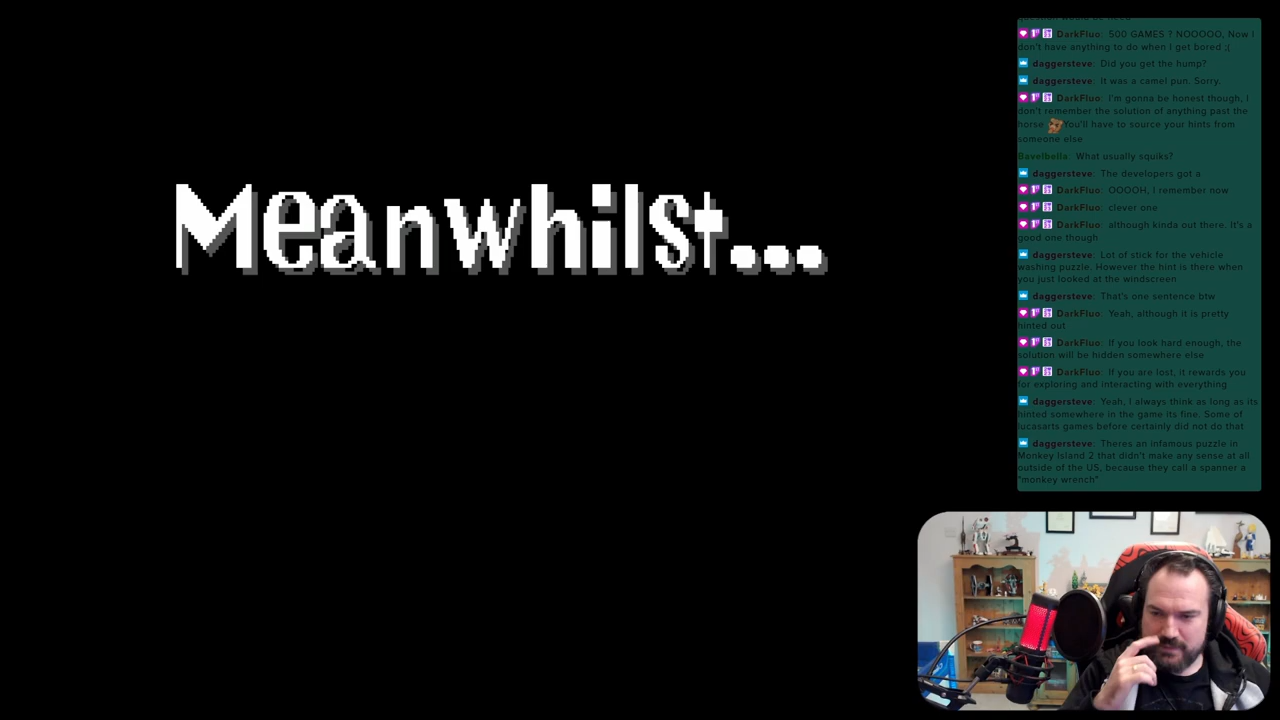 Meanwhilst...
DarkFluo: 500 GAMES ? NOOOOO, Now I
don't have anything to do when I get bored ;(
daggersteve: Did you get the hump?
daggersteve: it was a camel pun. Sorry.
DarkFluo: i'm gonna be honest though, I
don't remember the solution of anything past the
horse You'll have to source your hints from
someone else
Bavelbella: What usually squiks?
daggersteve: The developers got a
DarkFluo: OOOOH, I remember now
DarkFluo: clever one
DarkFluo: although kinda out there. It's a
good one though
daggersteve: Lot of stick for the vehicle
washing puzzle. However the hint is there when
you just looked at the windscreen
daggersteve: That's one sentence btw
DarkFluo: Yeah, although it is pretty
hinted out
DarkFluo: If you look hard enough, the
solution will be hidden somewhere else
DarkFluo: If you are lost, it rewards you
for exploring and interacting with everything
daggersteve: Yeah, I always think as long as its
hinted somewhere in the game its fine. Some of
lucasarts games before certainly did not do that
daggersteve: Theres an infamous puzzle in
Monkey Island 2 that didn't make any sense at all
outside of the US, because they call a spanner a
"monkey wrench"